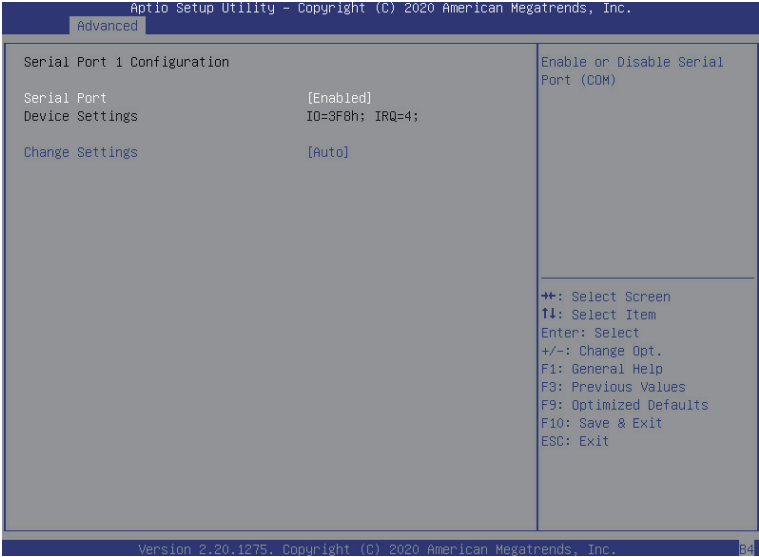 Aptio Setup Utility – Copyright (C) 2020 American Megatrends, Inc.
Advanced
Serial Port 1 Configuration
Serial Port [Enabled]
Device Settings IO=3F8h; IRQ=4;
Change Settings [Auto]
Enable or Disable Serial
Port (COM)
→←: Select Screen
↑↓: Select Item
Enter: Select
+/-: Change Opt.
F1: General Help
F3: Previous Values
F9: Optimized Defaults
F10: Save & Exit
ESC: Exit
Version 2.20.1275. Copyright (C) 2020 American Megatrends, Inc.
B4